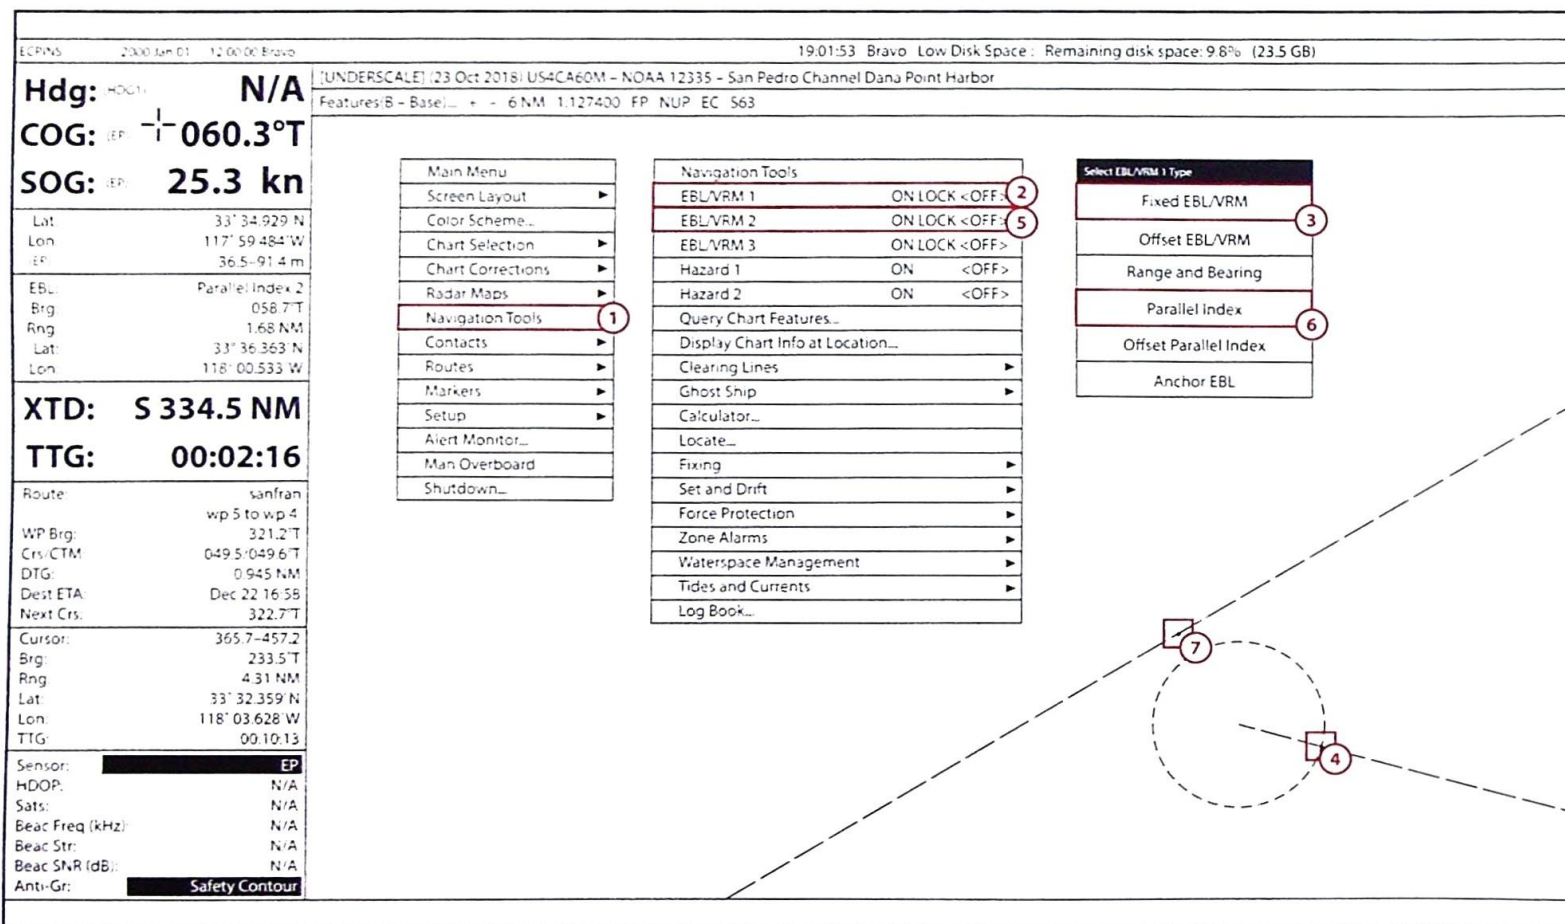 ECPINS 2000 Jan 01 12:00:00 Bravo
19:01:53 Bravo Low Disk Space : Remaining disk space: 9.8% (23.5 GB)
Hdg: HDG1 N/A
COG: (EP) 060.3°T
SOG: (EP) 25.3 kn
[UNDERSCALE] (23 Oct 2018) US4CA60M – NOAA 12335 – San Pedro Channel Dana Point Harbor
Features(B – Base)... + - 6 NM 1:127400 FP NUP EC S63
Lat: 33° 34.929 N
Lon: 117° 59.484 W
EP: 36.5–91.4 m
EBL: Parallel Index 2
Brg: 058.7°T
Rng: 1.68 NM
Lat: 33° 36.363 N
Lon: 118° 00.533 W
XTD: S 334.5 NM
TTG: 00:02:16
Route: sanfran
wp 5 to wp 4
WP Brg: 321.2°T
Crs/CTM: 049.5/049.6°T
DTG: 0.945 NM
Dest ETA: Dec 22 16:58
Next Crs: 322.7°T
Cursor: 365.7–457.2
Brg: 233.5°T
Rng: 4.31 NM
Lat: 33° 32.359 N
Lon: 118° 03.628 W
TTG: 00:10:13
Sensor: EP
HDOP: N/A
Sats: N/A
Beac Freq (kHz): N/A
Beac Str: N/A
Beac SNR (dB): N/A
Anti-Gr: Safety Contour
Main Menu
Screen Layout
Color Scheme...
Chart Selection
Chart Corrections
Radar Maps
Navigation Tools 1
Contacts
Routes
Markers
Setup
Alert Monitor...
Man Overboard
Shutdown...
Navigation Tools
EBL/VRM 1 ON LOCK <OFF> 2
EBL/VRM 2 ON LOCK <OFF> 5
EBL/VRM 3 ON LOCK <OFF>
Hazard 1 ON <OFF>
Hazard 2 ON <OFF>
Query Chart Features...
Display Chart Info at Location...
Clearing Lines
Ghost Ship
Calculator...
Locate...
Fixing
Set and Drift
Force Protection
Zone Alarms
Waterspace Management
Tides and Currents
Log Book...
Select EBL/VRM 1 Type
Fixed EBL/VRM 3
Offset EBL/VRM
Range and Bearing
Parallel Index 6
Offset Parallel Index
Anchor EBL
7
4